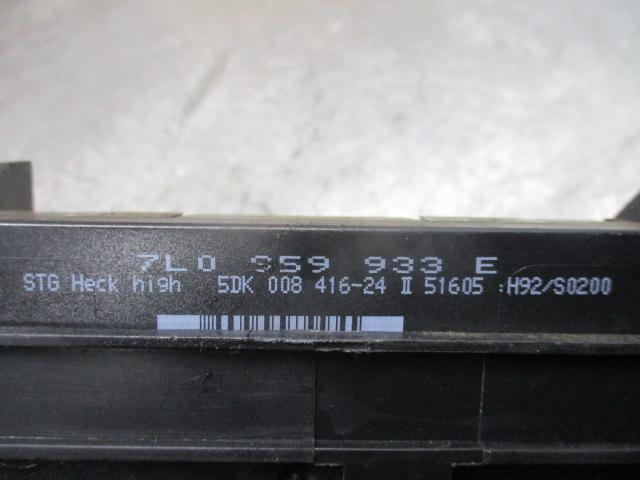 7L0 959 933 E
STG Heck high 5DK 008 416-24 II 51605 :H92/S0200